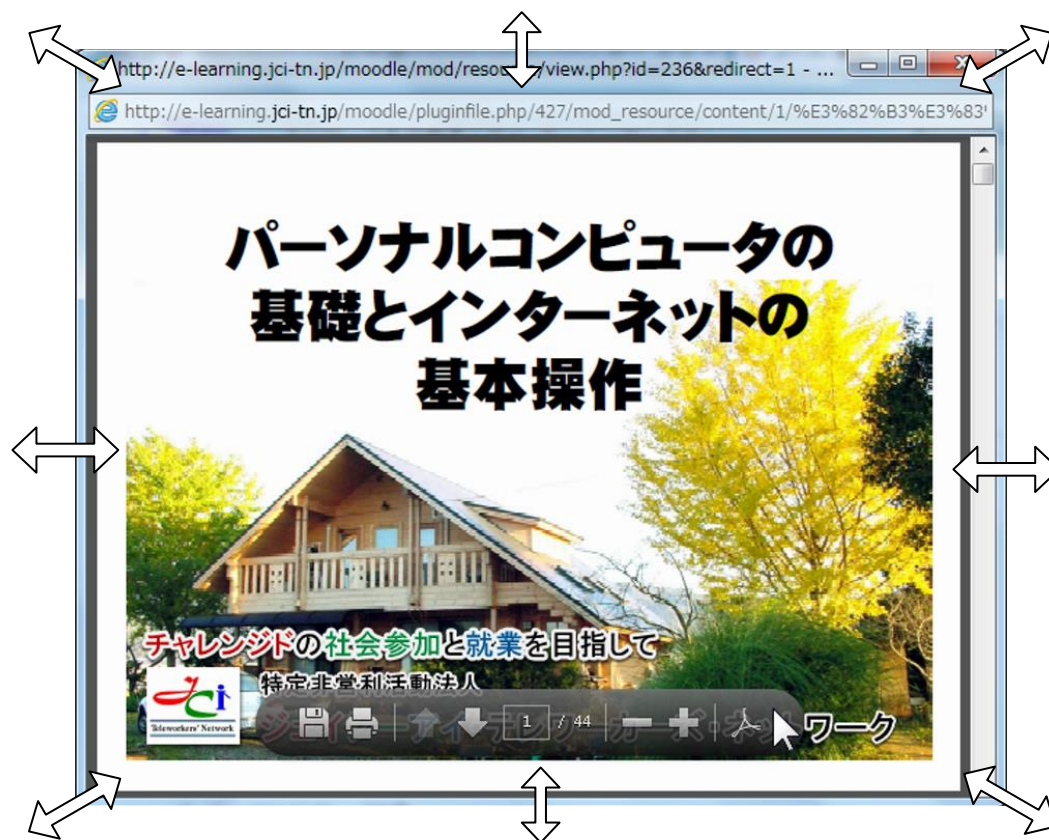 http://e-learning.jci-tn.jp/moodle/mod/resou /view.php?id=236&redirect=1 - ...
http://e-learning.jci-tn.jp/moodle/pluginfile.php/427/mod_resource/content/1/%E3%82%B3%E3%83%
パーソナルコンピュータの
基礎とインターネットの
基本操作
チャレンジドの社会参加と就業を目指して
jci
Teleworkers' Network
特定非営利活動法人
1 / 44
ワーク